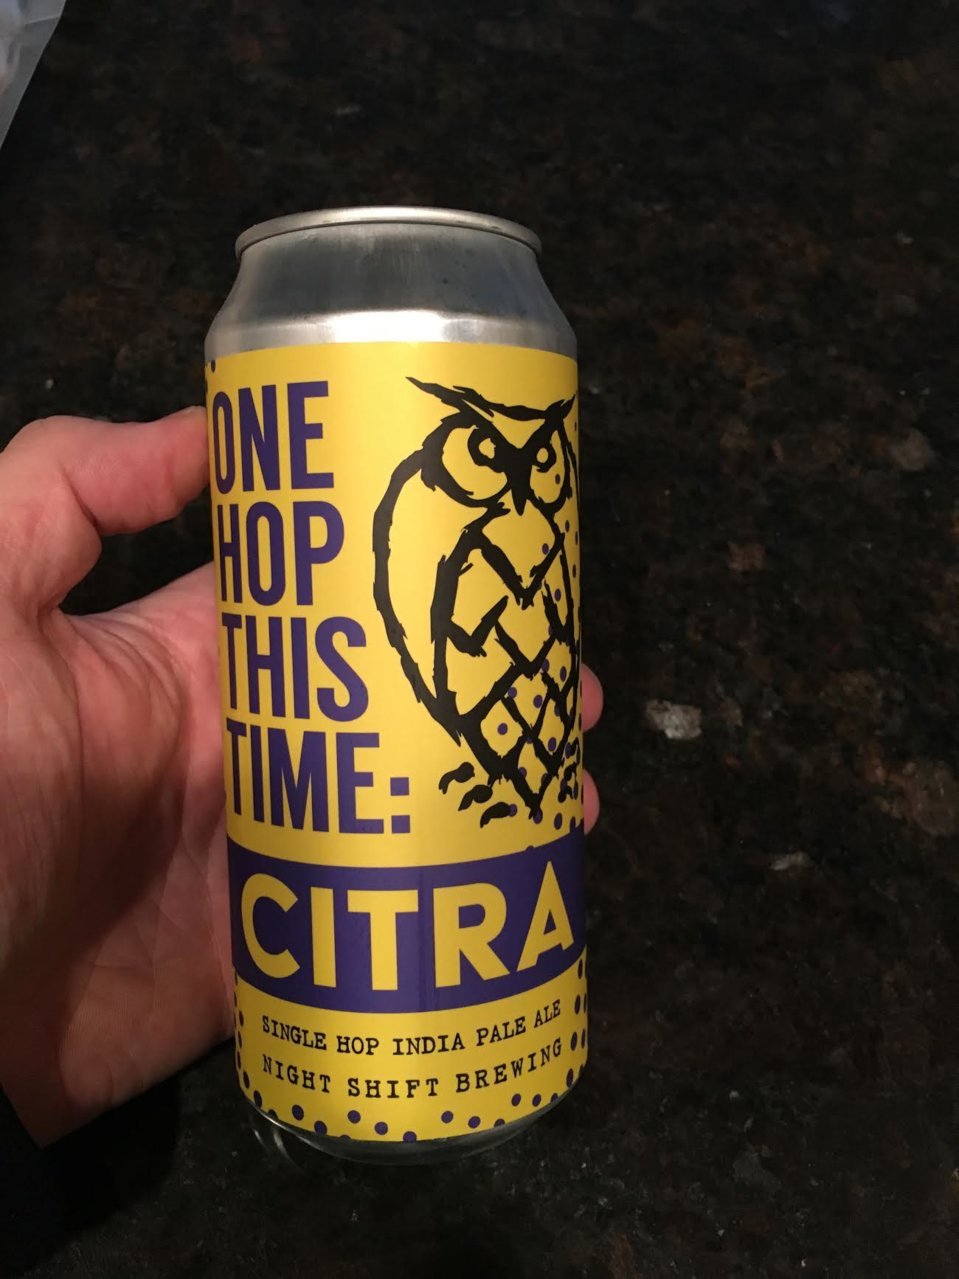 ONE
HOP
THIS
TIME:
CITRA
SINGLE HOP INDIA PALE ALE
NIGHT SHIFT BREWING